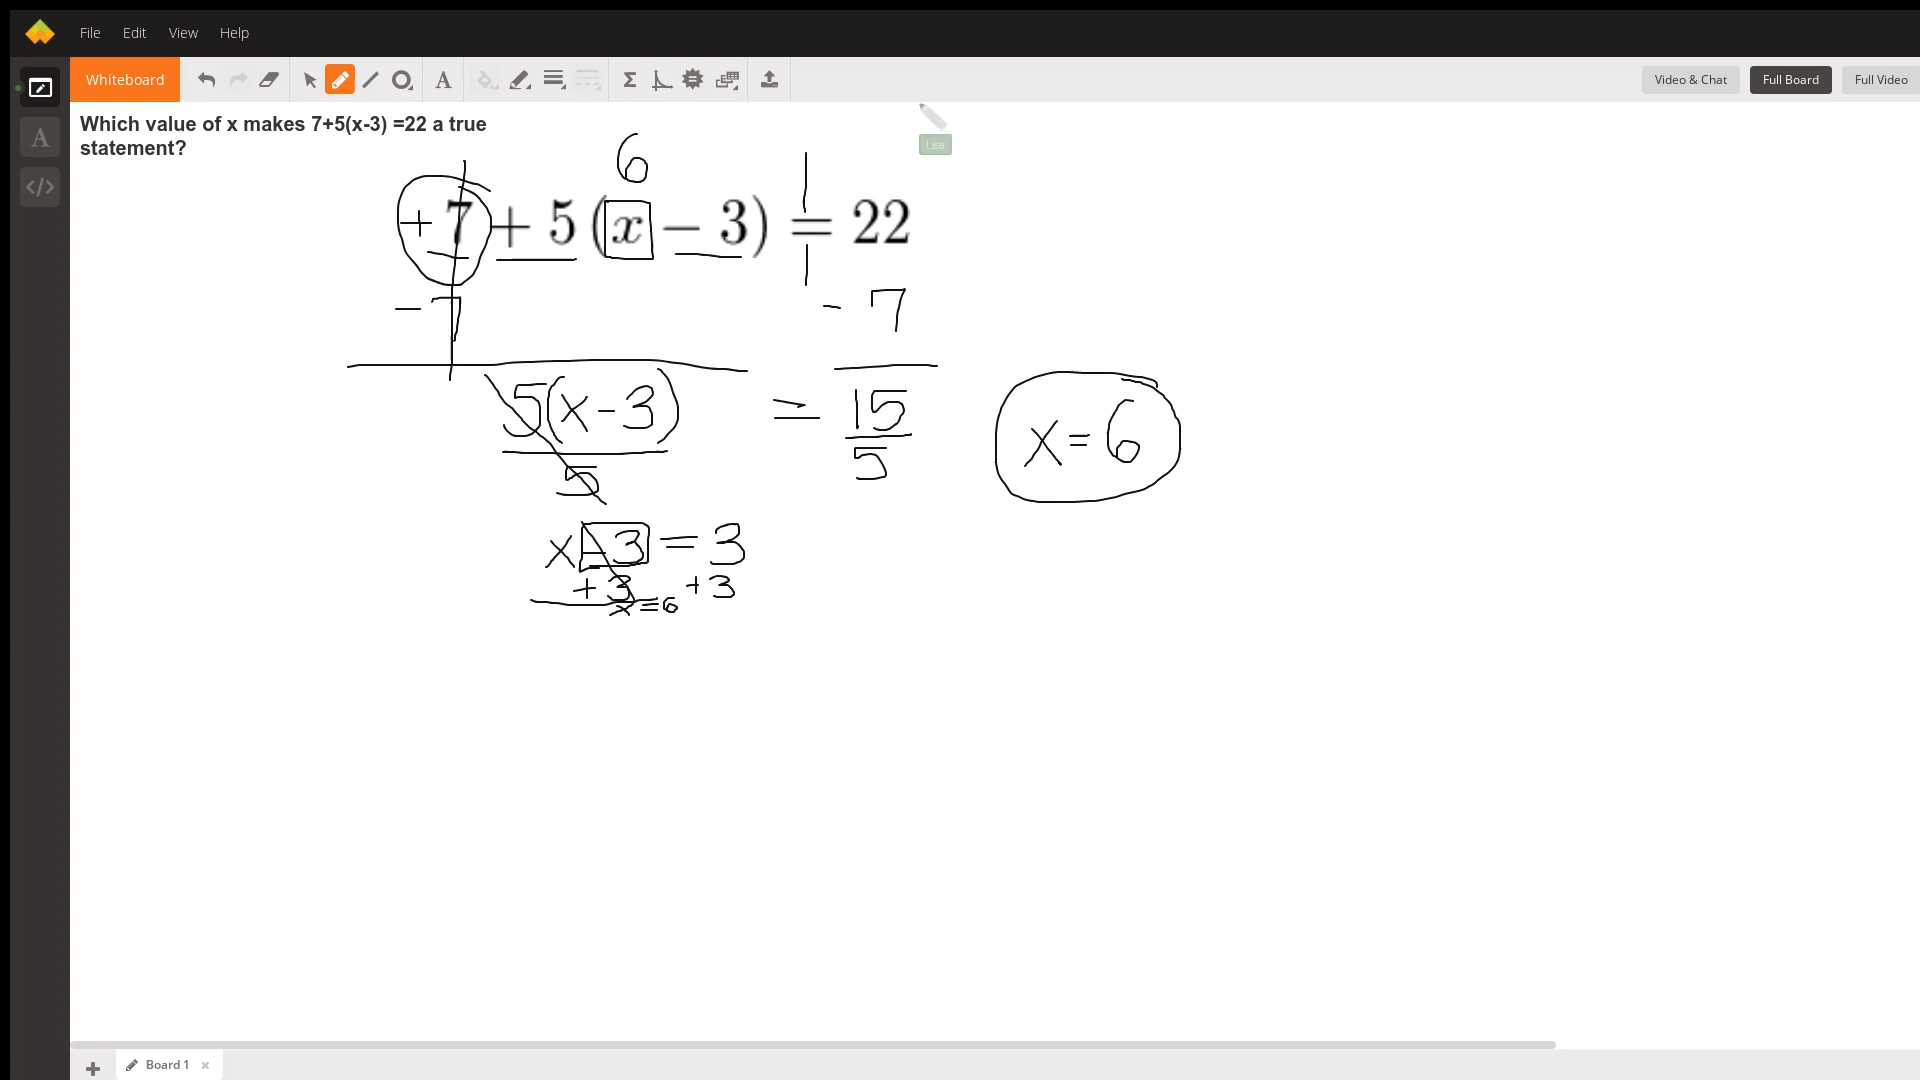 File Edit View Help
Whiteboard
Video & Chat Full Board Full Video
Which value of x makes 7+5(x-3) =22 a true
statement?
Lisa
6
+ 7 + 5 (x − 3) = 22
− 7 - 7
5(x − 3) = 15
5 5
x = 6
x − 3 = 3
+ 3 + 3
x = 6
Board 1